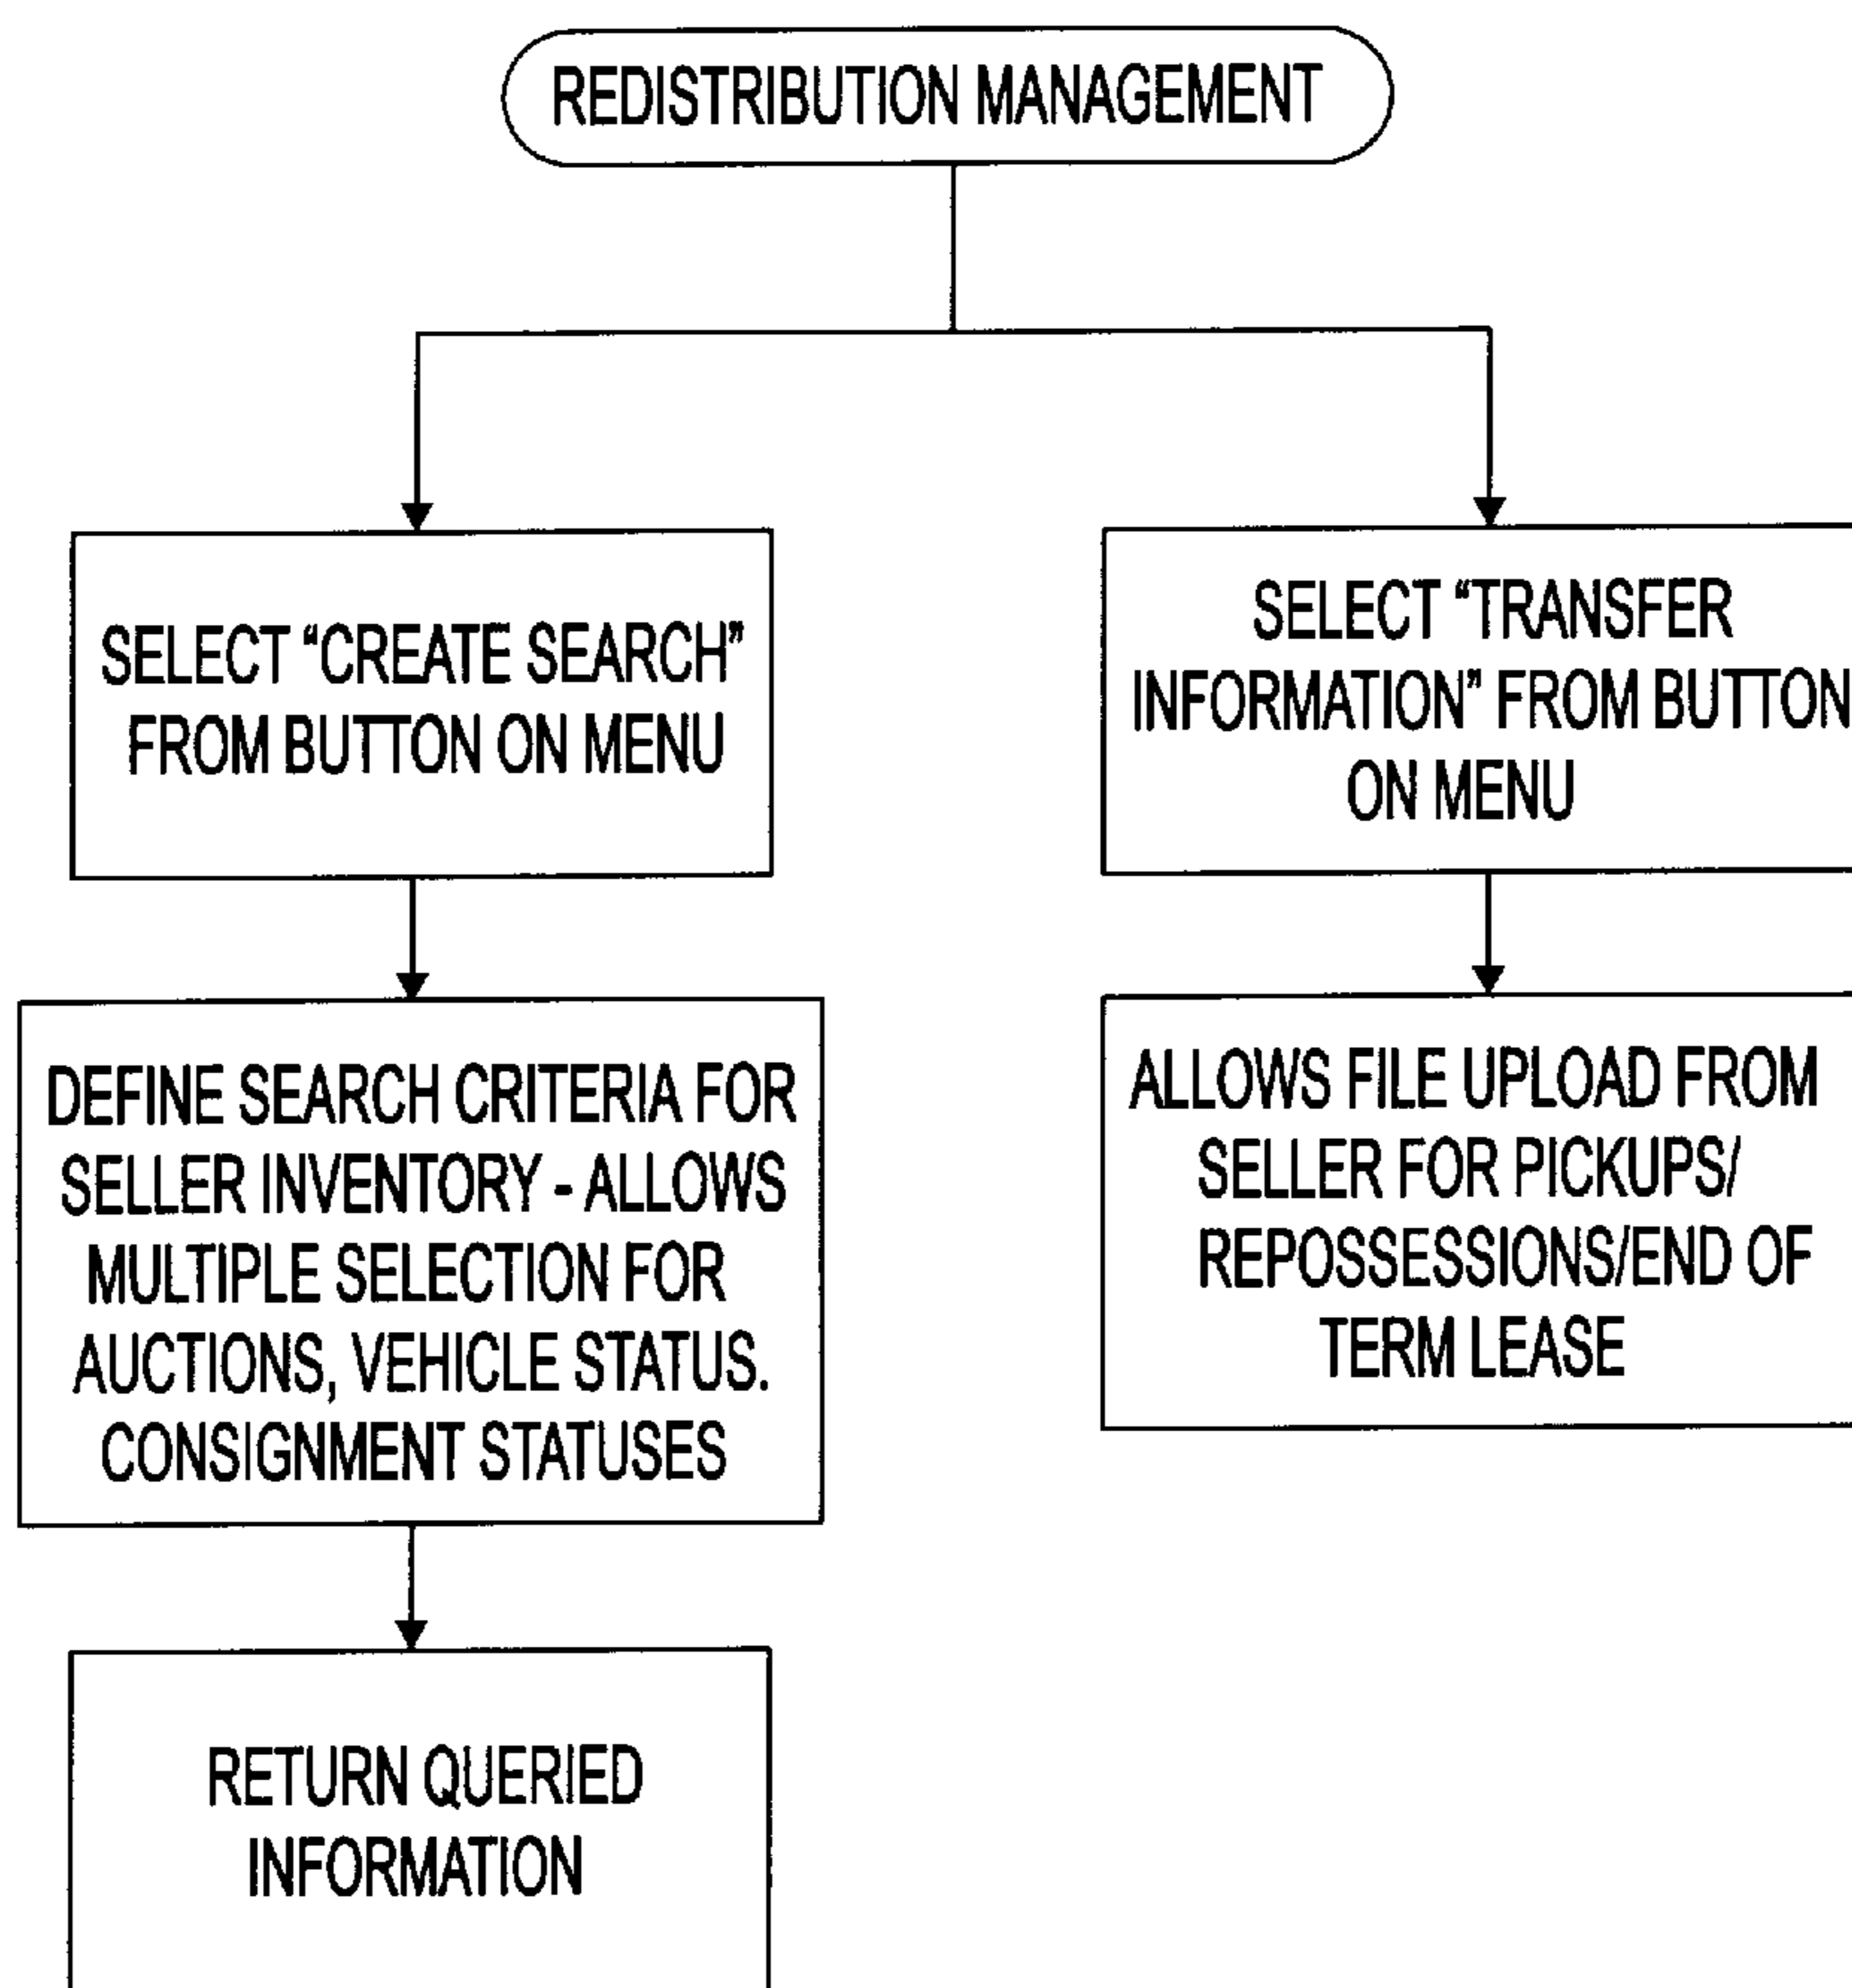 REDISTRIBUTION MANAGEMENT
SELECT “CREATE SEARCH”
FROM BUTTON ON MENU
DEFINE SEARCH CRITERIA FOR
SELLER INVENTORY - ALLOWS
MULTIPLE SELECTION FOR
AUCTIONS, VEHICLE STATUS.
CONSIGNMENT STATUSES
RETURN QUERIED
INFORMATION
SELECT “TRANSFER
INFORMATION” FROM BUTTON
ON MENU
ALLOWS FILE UPLOAD FROM
SELLER FOR PICKUPS/
REPOSSESSIONS/END OF
TERM LEASE